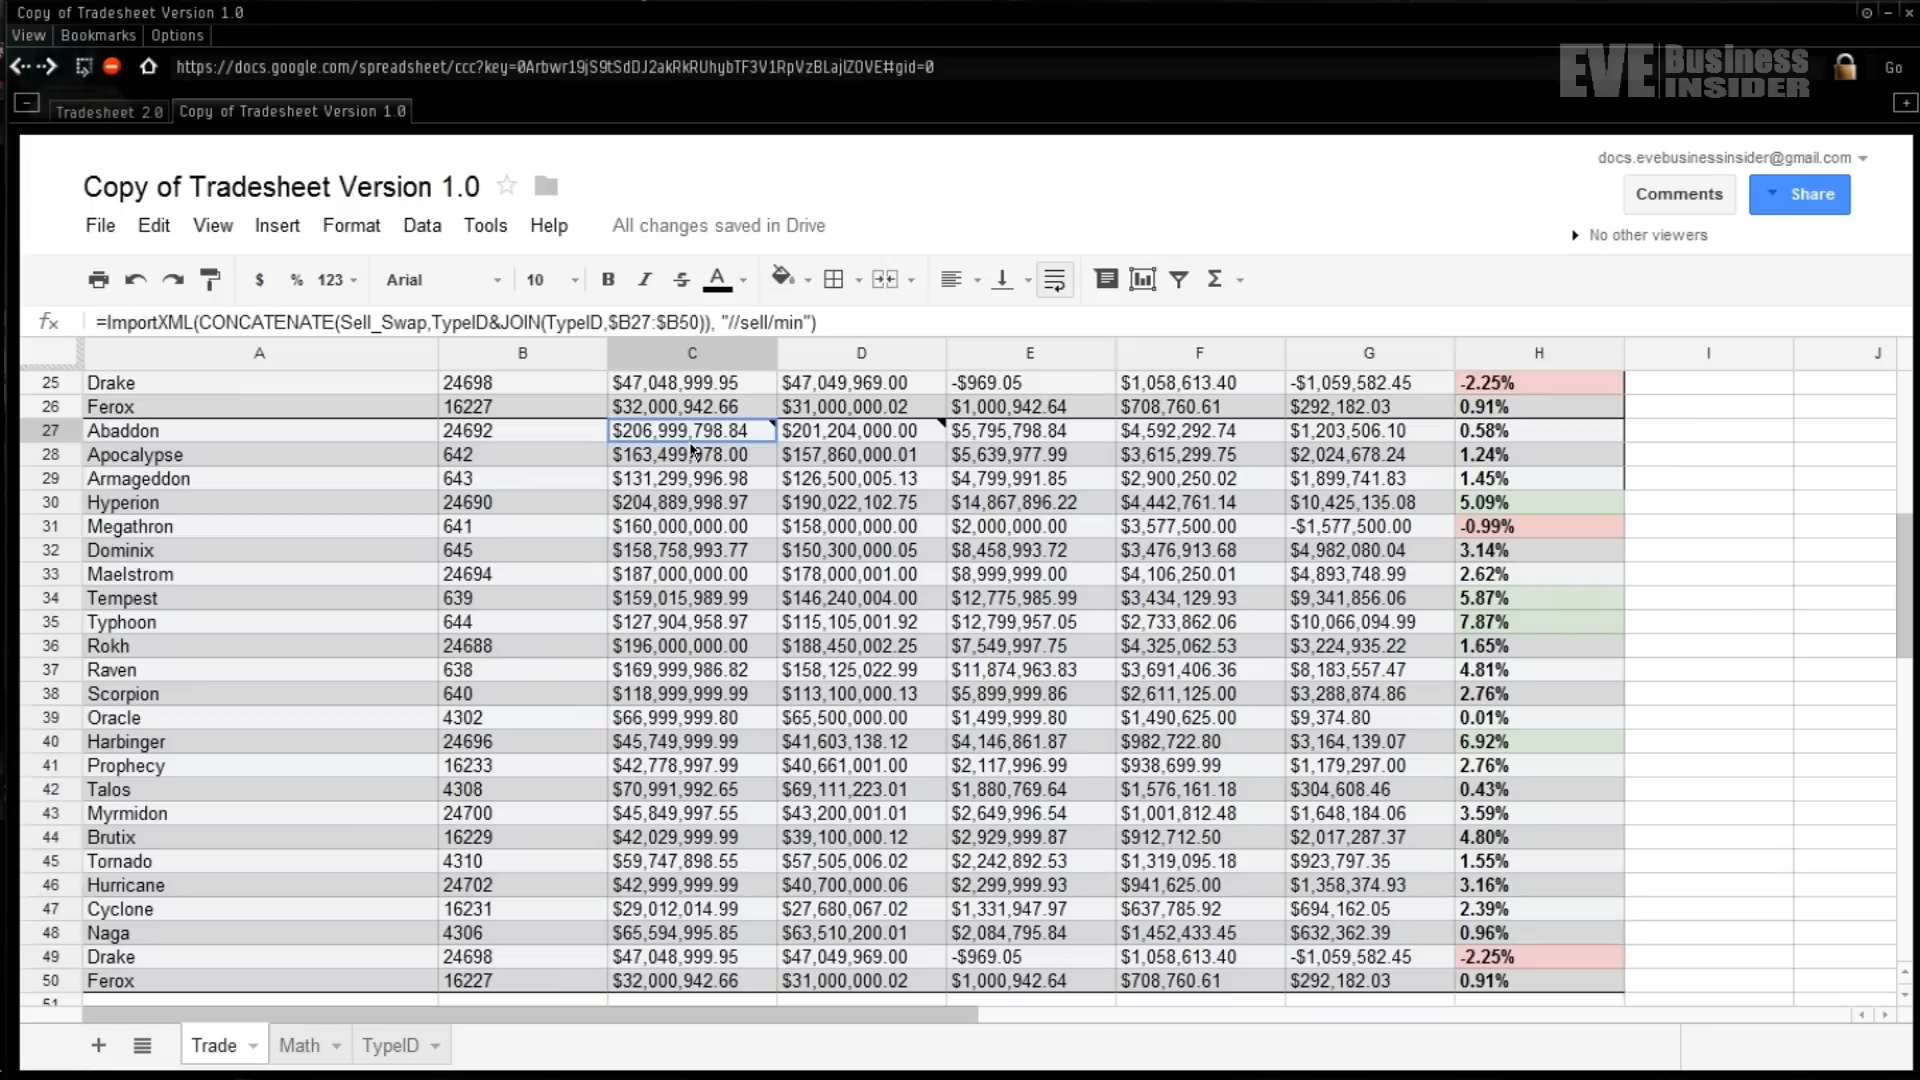 Copy of Tradesheet Version 1.0
View Bookmarks Options
https://docs.google.com/spreadsheet/ccc?key=0Arbwr19jS9tSdDJ2akRkRUhybTF3V1RpVzBLajlZOVE#gid=0
Go
EVE Business INSIDER
Tradesheet 2.0 Copy of Tradesheet Version 1.0
docs.evebusinessinsider@gmail.com
Copy of Tradesheet Version 1.0
Comments Share
File Edit View Insert Format Data Tools Help All changes saved in Drive
No other viewers
$ % 123 Arial 10 B I S A Σ
fx =ImportXML(CONCATENATE(Sell_Swap,TypeID&JOIN(TypeID,$B27:$B50)), "//sell/min")
A B C D E F G H I J
25 Drake 24698 $47,048,999.95 $47,049,969.00 -$969.05 $1,058,613.40 -$1,059,582.45 -2.25%
26 Ferox 16227 $32,000,942.66 $31,000,000.02 $1,000,942.64 $708,760.61 $292,182.03 0.91%
27 Abaddon 24692 $206,999,798.84 $201,204,000.00 $5,795,798.84 $4,592,292.74 $1,203,506.10 0.58%
28 Apocalypse 642 $163,499,978.00 $157,860,000.01 $5,639,977.99 $3,615,299.75 $2,024,678.24 1.24%
29 Armageddon 643 $131,299,996.98 $126,500,005.13 $4,799,991.85 $2,900,250.02 $1,899,741.83 1.45%
30 Hyperion 24690 $204,889,998.97 $190,022,102.75 $14,867,896.22 $4,442,761.14 $10,425,135.08 5.09%
31 Megathron 641 $160,000,000.00 $158,000,000.00 $2,000,000.00 $3,577,500.00 -$1,577,500.00 -0.99%
32 Dominix 645 $158,758,993.77 $150,300,000.05 $8,458,993.72 $3,476,913.68 $4,982,080.04 3.14%
33 Maelstrom 24694 $187,000,000.00 $178,000,001.00 $8,999,999.00 $4,106,250.01 $4,893,748.99 2.62%
34 Tempest 639 $159,015,989.99 $146,240,004.00 $12,775,985.99 $3,434,129.93 $9,341,856.06 5.87%
35 Typhoon 644 $127,904,958.97 $115,105,001.92 $12,799,957.05 $2,733,862.06 $10,066,094.99 7.87%
36 Rokh 24688 $196,000,000.00 $188,450,002.25 $7,549,997.75 $4,325,062.53 $3,224,935.22 1.65%
37 Raven 638 $169,999,986.82 $158,125,022.99 $11,874,963.83 $3,691,406.36 $8,183,557.47 4.81%
38 Scorpion 640 $118,999,999.99 $113,100,000.13 $5,899,999.86 $2,611,125.00 $3,288,874.86 2.76%
39 Oracle 4302 $66,999,999.80 $65,500,000.00 $1,499,999.80 $1,490,625.00 $9,374.80 0.01%
40 Harbinger 24696 $45,749,999.99 $41,603,138.12 $4,146,861.87 $982,722.80 $3,164,139.07 6.92%
41 Prophecy 16233 $42,778,997.99 $40,661,001.00 $2,117,996.99 $938,699.99 $1,179,297.00 2.76%
42 Talos 4308 $70,991,992.65 $69,111,223.01 $1,880,769.64 $1,576,161.18 $304,608.46 0.43%
43 Myrmidon 24700 $45,849,997.55 $43,200,001.01 $2,649,996.54 $1,001,812.48 $1,648,184.06 3.59%
44 Brutix 16229 $42,029,999.99 $39,100,000.12 $2,929,999.87 $912,712.50 $2,017,287.37 4.80%
45 Tornado 4310 $59,747,898.55 $57,505,006.02 $2,242,892.53 $1,319,095.18 $923,797.35 1.55%
46 Hurricane 24702 $42,999,999.99 $40,700,000.06 $2,299,999.93 $941,625.00 $1,358,374.93 3.16%
47 Cyclone 16231 $29,012,014.99 $27,680,067.02 $1,331,947.97 $637,785.92 $694,162.05 2.39%
48 Naga 4306 $65,594,995.85 $63,510,200.01 $2,084,795.84 $1,452,433.45 $632,362.39 0.96%
49 Drake 24698 $47,048,999.95 $47,049,969.00 -$969.05 $1,058,613.40 -$1,059,582.45 -2.25%
50 Ferox 16227 $32,000,942.66 $31,000,000.02 $1,000,942.64 $708,760.61 $292,182.03 0.91%
51
Trade Math TypeID